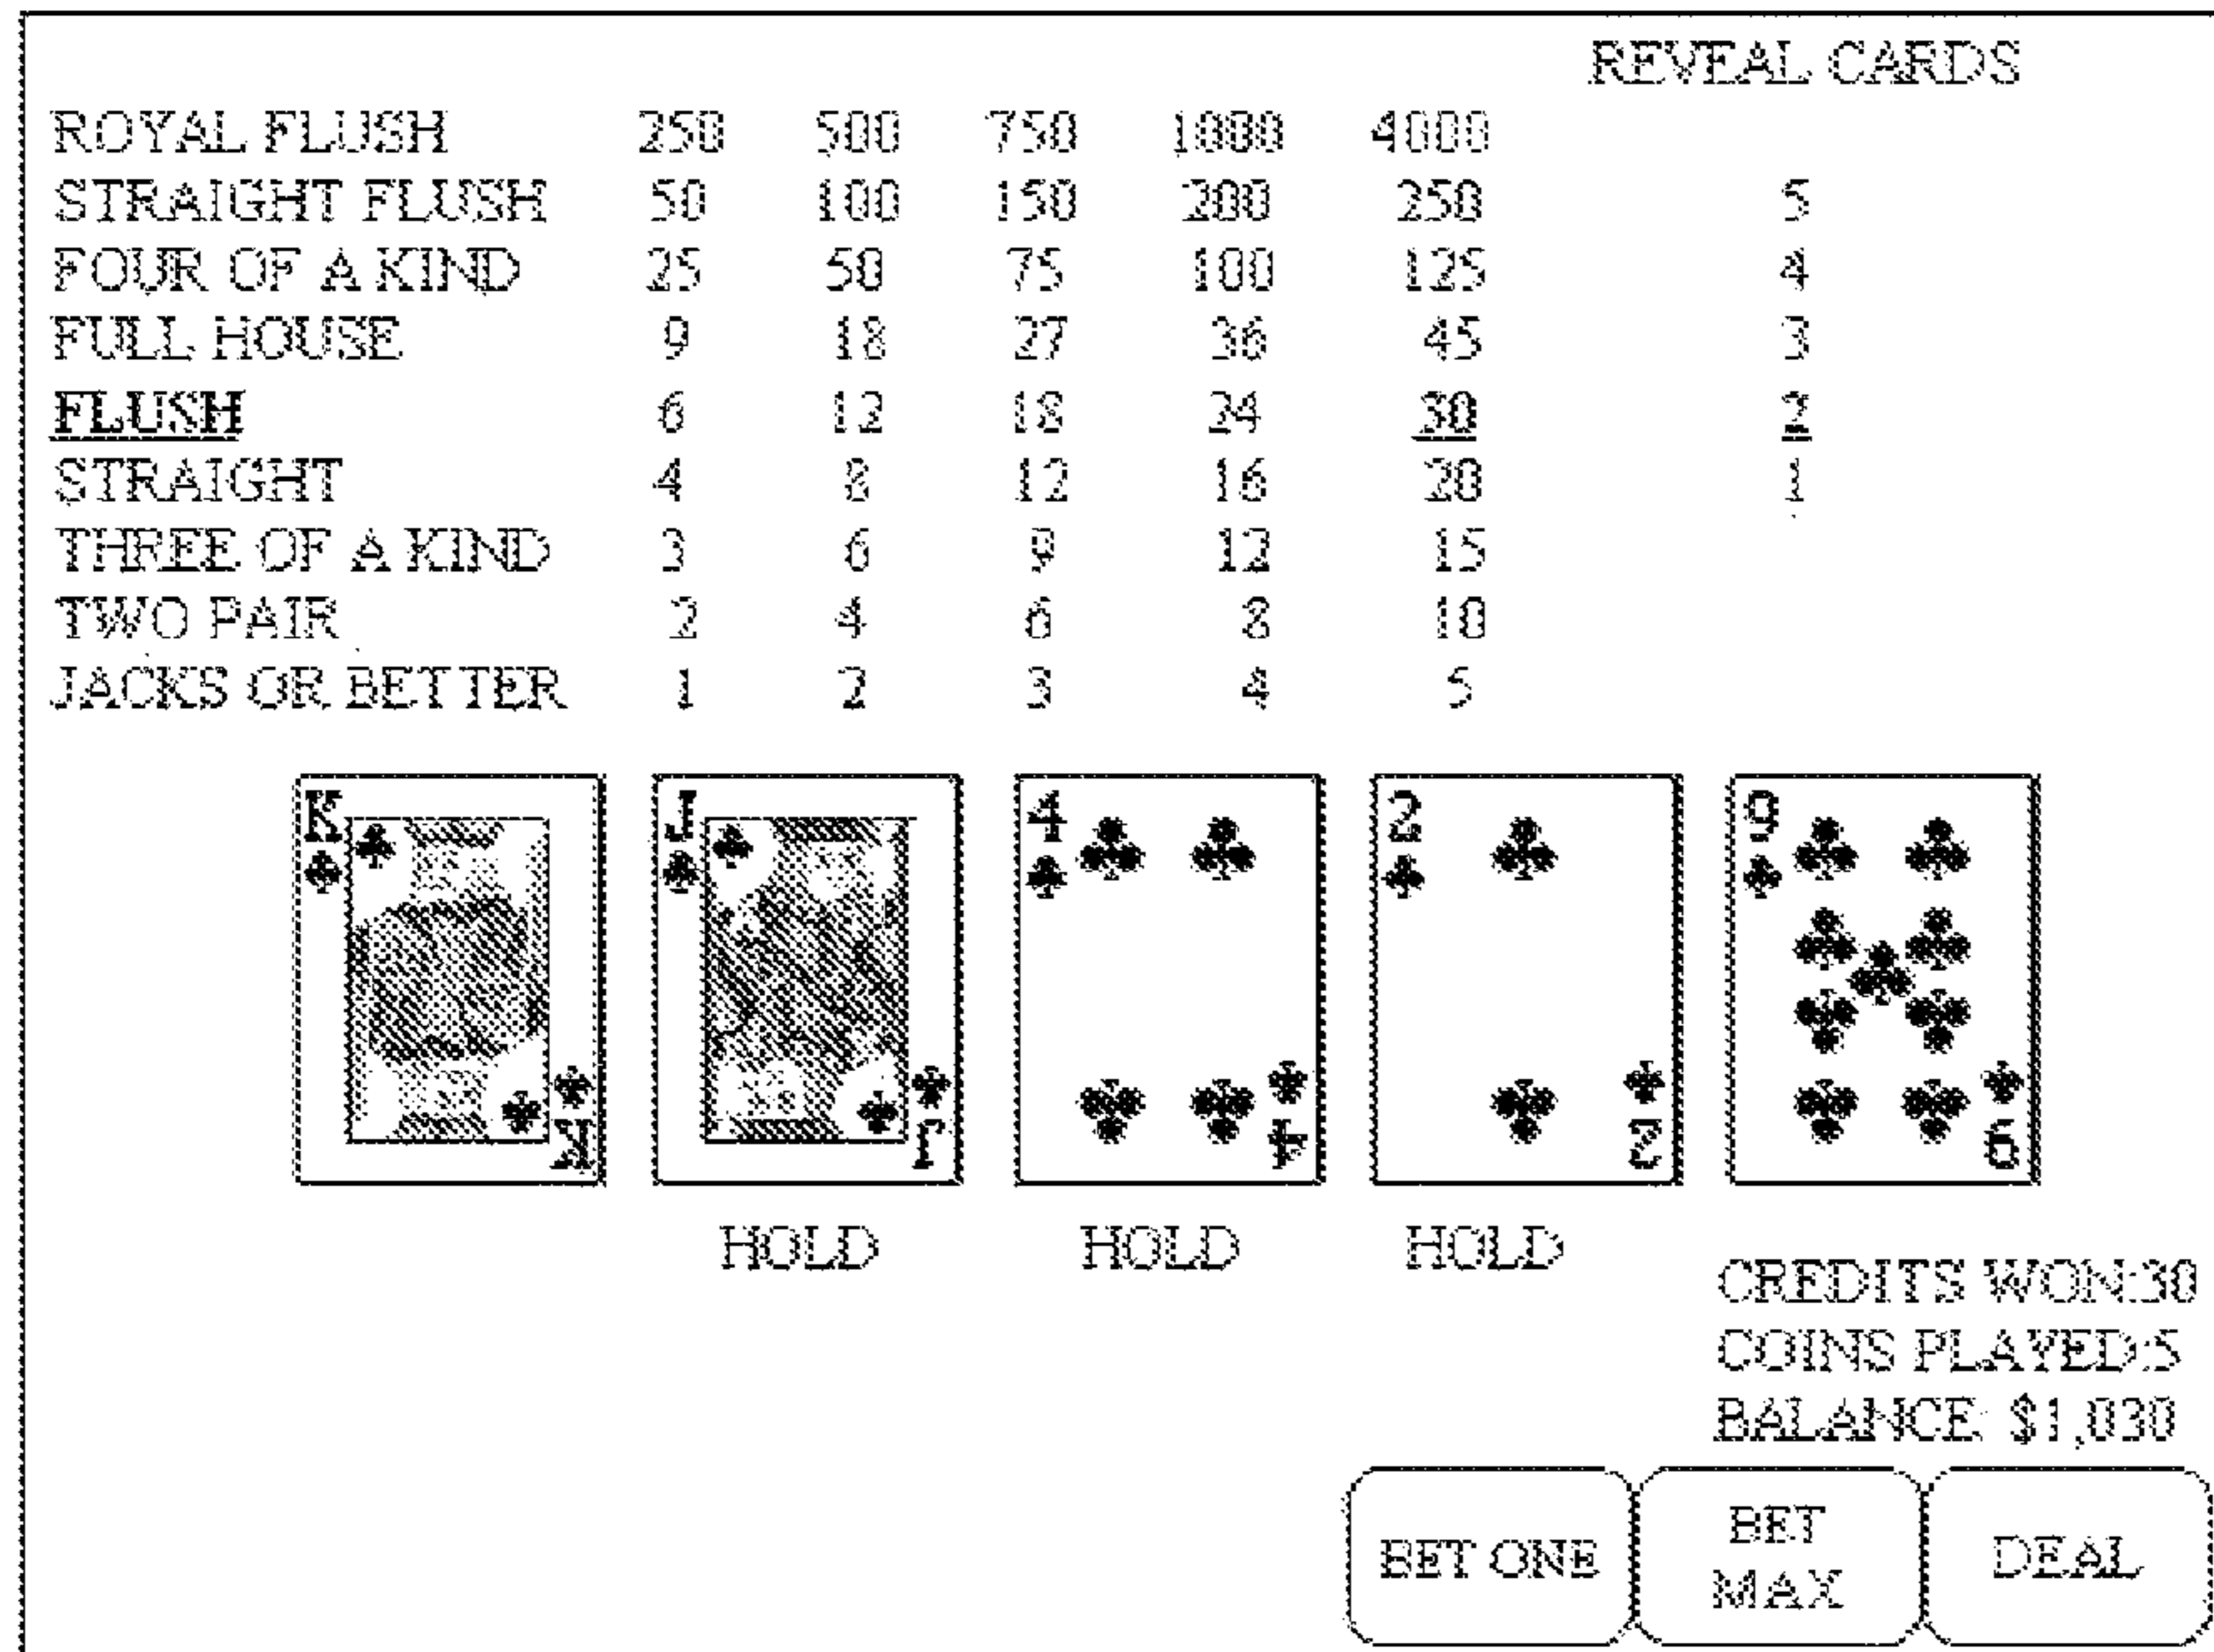 REVEAL CARDS
ROYAL FLUSH 250 500 750 1000 4000
STRAIGHT FLUSH 50 100 150 200 250 5
FOUR OF A KIND 25 50 75 100 125 4
FULL HOUSE 9 18 27 36 45 3
FLUSH 6 12 18 24 30 2
STRAIGHT 4 8 12 16 20 1
THREE OF A KIND 3 6 9 12 15
TWO PAIR 2 4 6 8 10
JACKS OR BETTER 1 2 3 4 5
K J 4 2 9
K J 4 2 9
HOLD HOLD HOLD
CREDITS WON:30
COINS PLAYED:5
BALANCE: $1,030
BET ONE
BET
MAX
DEAL